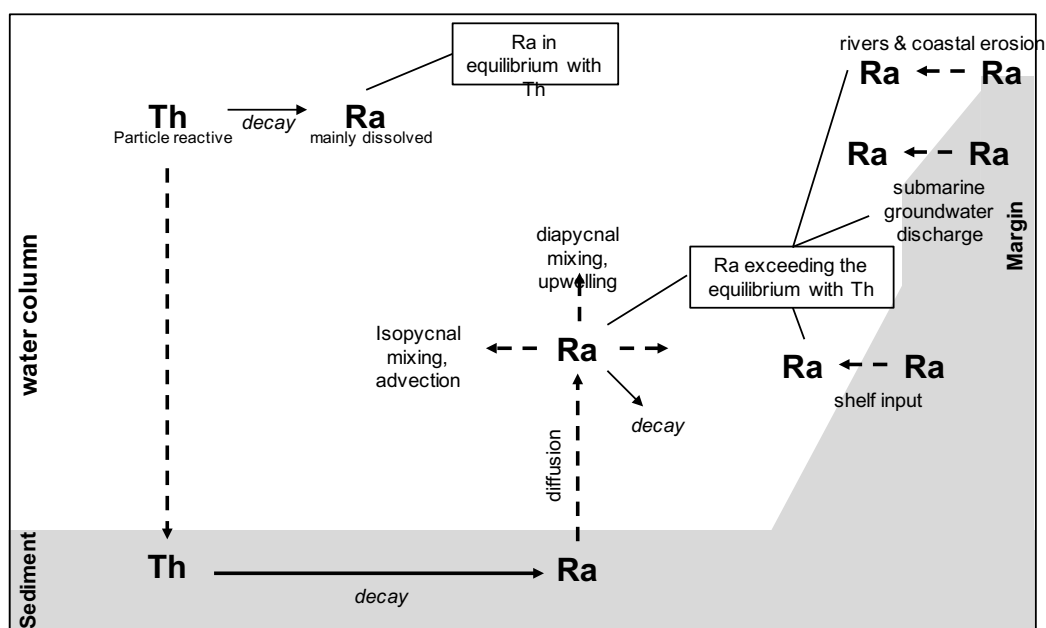 Ra in
equilibrium with
Th
rivers & coastal erosion
Ra
Ra
Th
Particle reactive
decay
Ra
mainly dissolved
Ra
Ra
submarine
groundwater
discharge
Margin
diapycnal
mixing,
upwelling
Ra exceeding the
equilibrium with Th
water column
Isopycnal
mixing,
advection
Ra
Ra
Ra
shelf input
decay
diffusion
Sediment
Th
decay
Ra